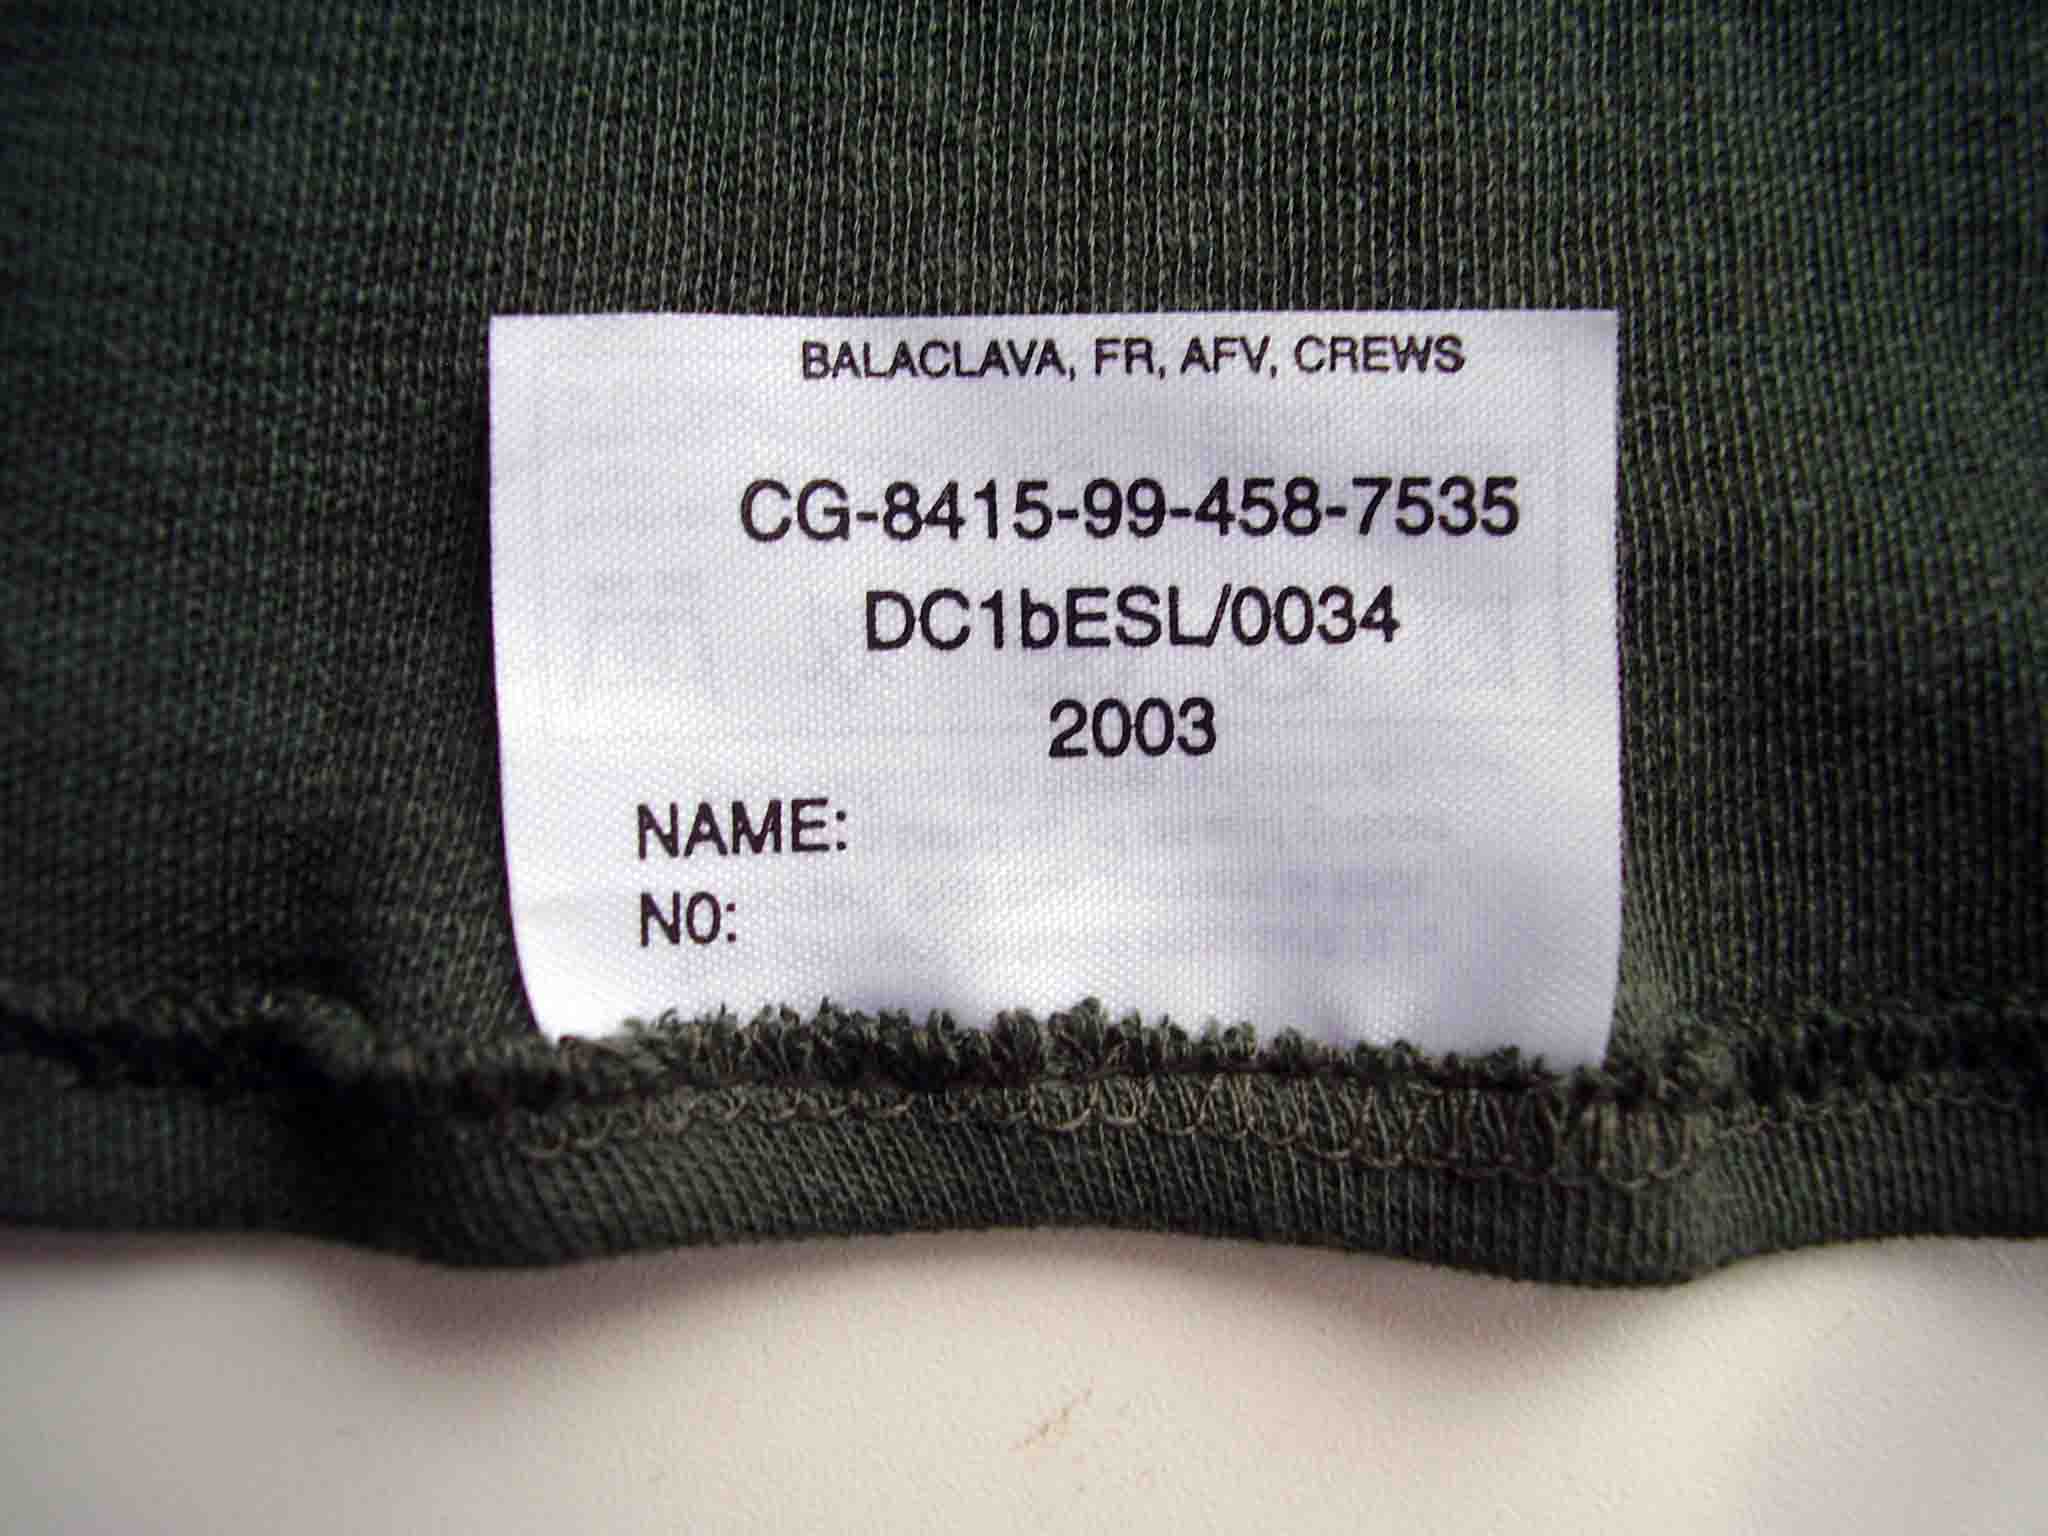 BALACLAVA, FR, AFV, CREWS
CG-8415-99-458-7535
DC1bESL/0034
2003
NAME:
N0: